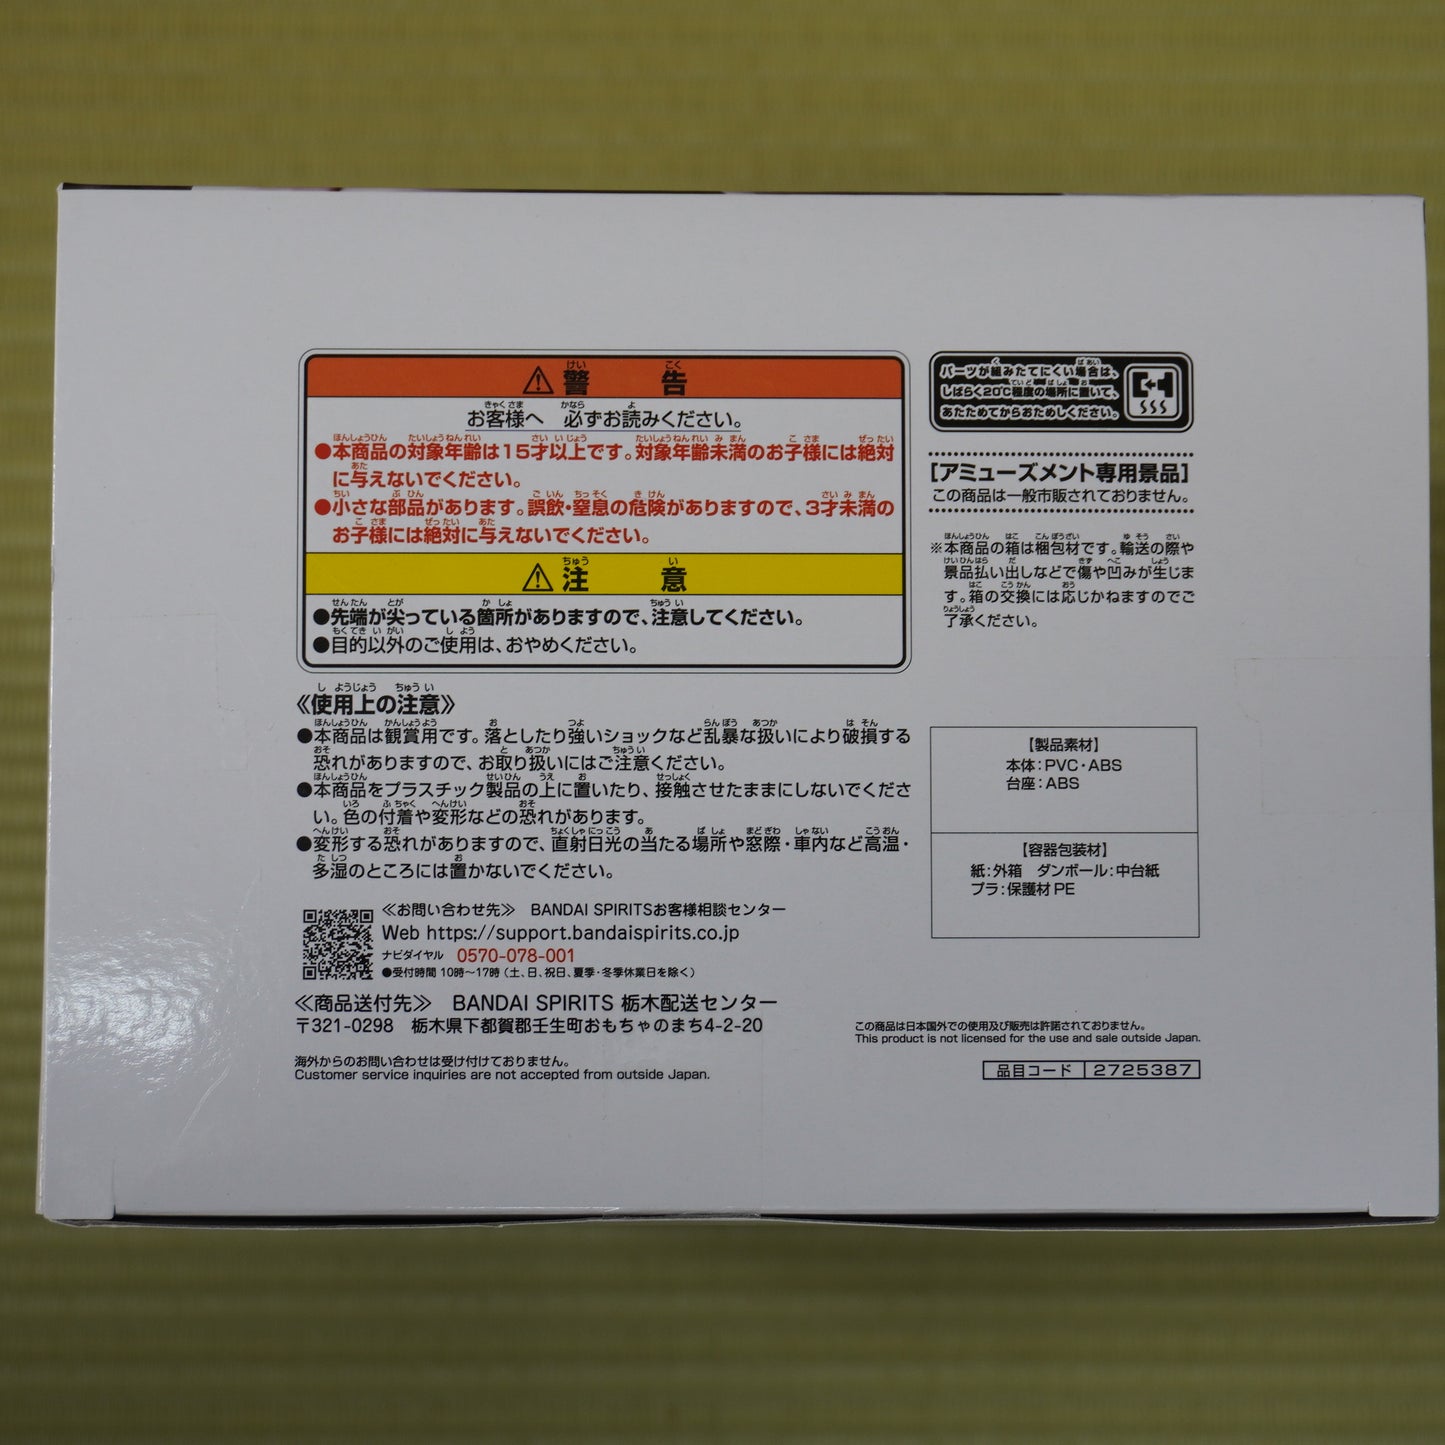 ⚠警告
お客様へ 必ずお読みください。
●本商品の対象年齢は15才以上です。対象年齢未満のお子様には絶対
に与えないでください。
●小さな部品があります。誤飲・窒息の危険がありますので、3才未満の
お子様には絶対に与えないでください。
⚠注意
●先端が尖っている箇所がありますので、注意してください。
●目的以外のご使用は、おやめください。
《使用上の注意》
●本商品は観賞用です。落としたり強いショックなど乱暴な扱いにより破損する
恐れがありますので、お取り扱いにはご注意ください。
●本商品をプラスチック製品の上に置いたり、接触させたままにしないでくださ
い。色の付着や変形などの恐れがあります。
●変形する恐れがありますので、直射日光の当たる場所や窓際・車内など高温・
多湿のところには置かないでください。
≪お問い合わせ先≫ BANDAI SPIRITSお客様相談センター
Web https://support.bandaispirits.co.jp
ナビダイヤル 0570-078-001
●受付時間 10時～17時（土、日、祝日、夏季・冬季休業日を除く）
≪商品送付先≫ BANDAI SPIRITS 栃木配送センター
〒321-0298 栃木県下都賀郡壬生町おもちゃのまち4-2-20
海外からのお問い合わせは受け付けておりません。
Customer service inquiries are not accepted from outside Japan.
パーツが組みたてにくい場合は、
しばらく20℃程度の場所に置いて、
あたためてからおためしください。
［アミューズメント専用景品］
この商品は一般市販されておりません。
※本商品の箱は梱包材です。輸送の際や
景品払い出しなどで傷や凹みが生じま
す。箱の交換には応じかねますのでご
了承ください。
【製品素材】
本体：PVC・ABS
台座：ABS
【容器包装材】
紙：外箱 ダンボール：中台紙
プラ：保護材 PE
この商品は日本国外での使用及び販売は許諾されておりません。
This product is not licensed for the use and sale outside Japan.
品目コード 2725387